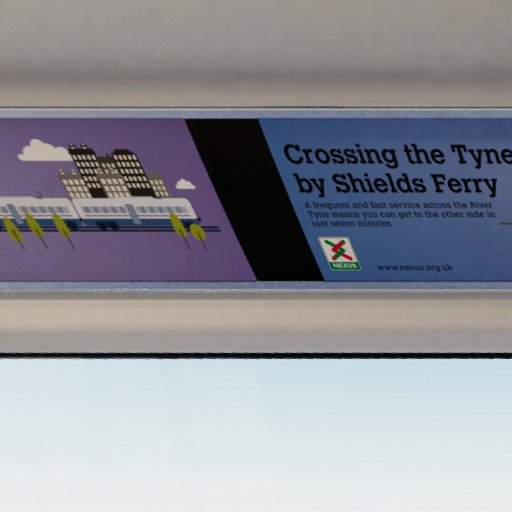 Crossing the Tyne
by Shields Ferry
A frequent and fast service across the River
Tyne means you can get to the other side in
just seven minutes.
NEXUS
www.nexus.org.uk